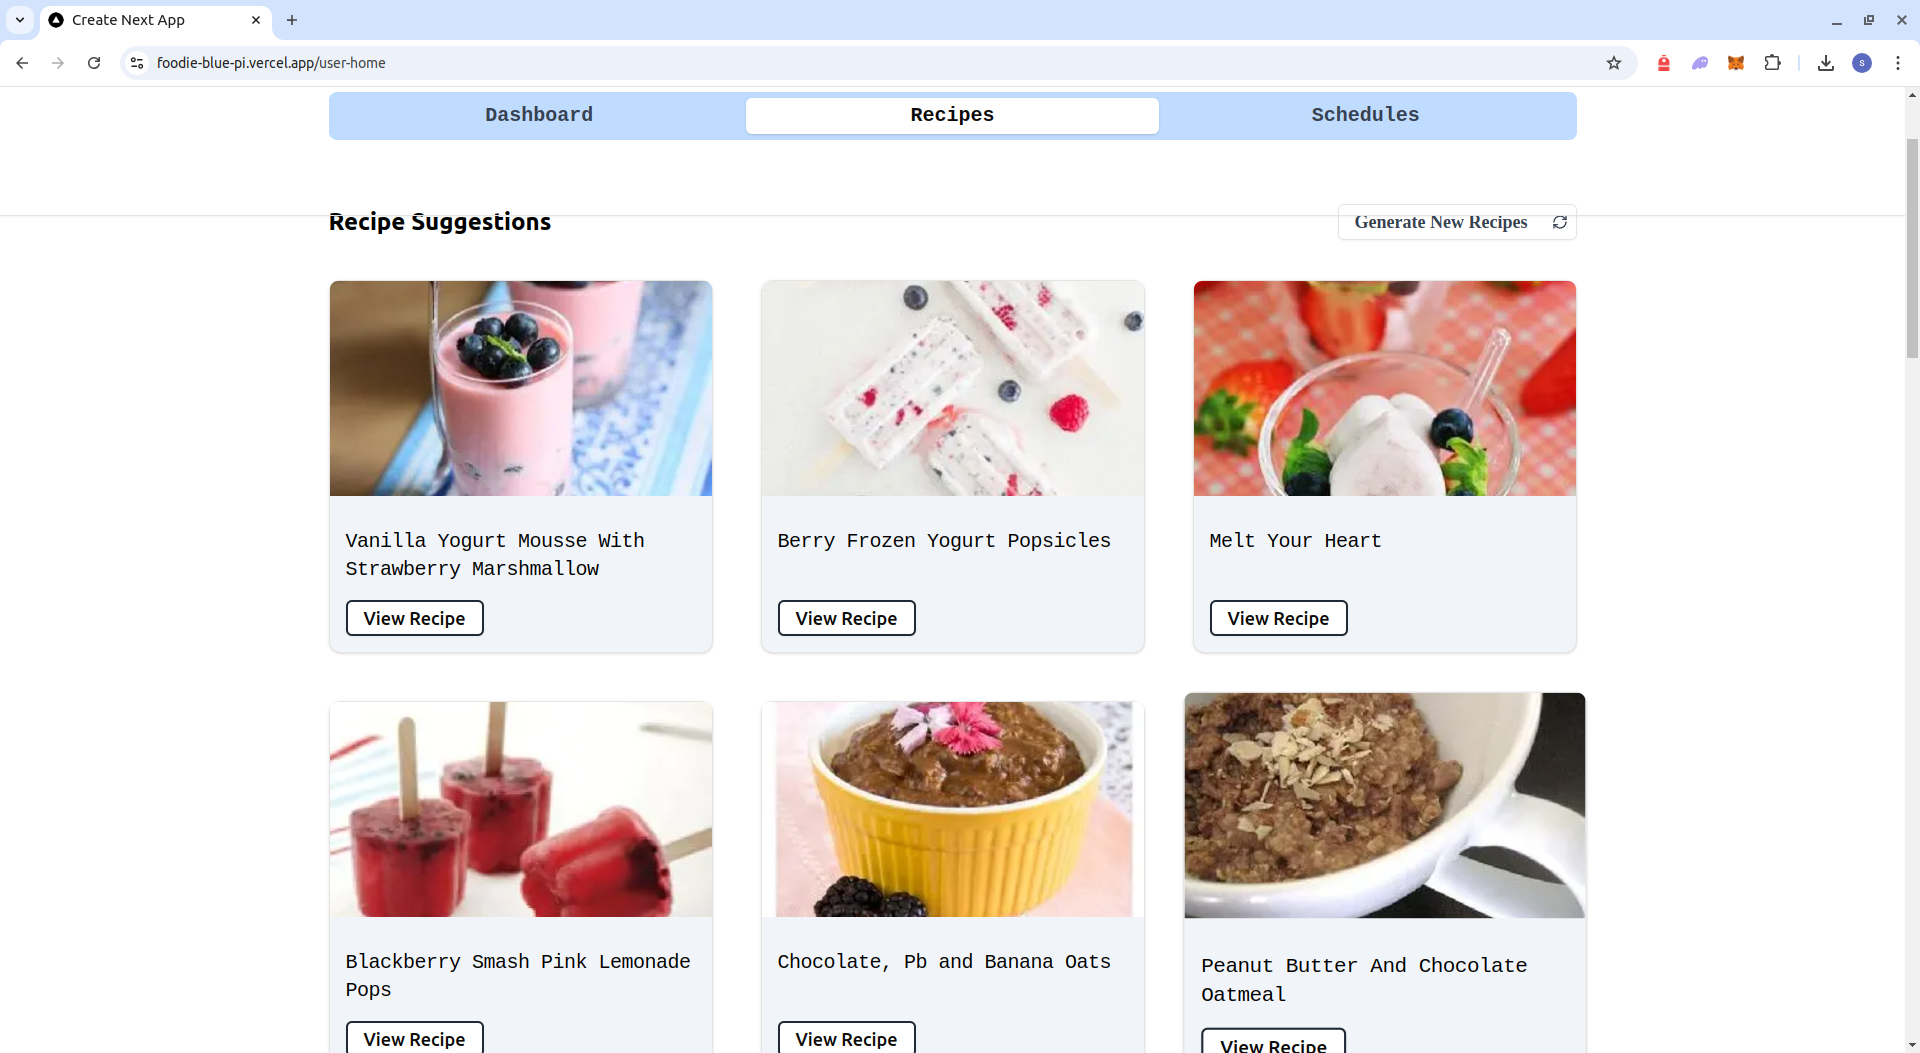 Create Next App
foodie-blue-pi.vercel.app/user-home
S
Dashboard
Recipes
Schedules
Recipe Suggestions
Generate New Recipes
Vanilla Yogurt Mousse With
Strawberry Marshmallow
View Recipe
Berry Frozen Yogurt Popsicles
View Recipe
Melt Your Heart
View Recipe
Blackberry Smash Pink Lemonade
Pops
View Recipe
Chocolate, Pb and Banana Oats
View Recipe
Peanut Butter And Chocolate
Oatmeal
View Recipe